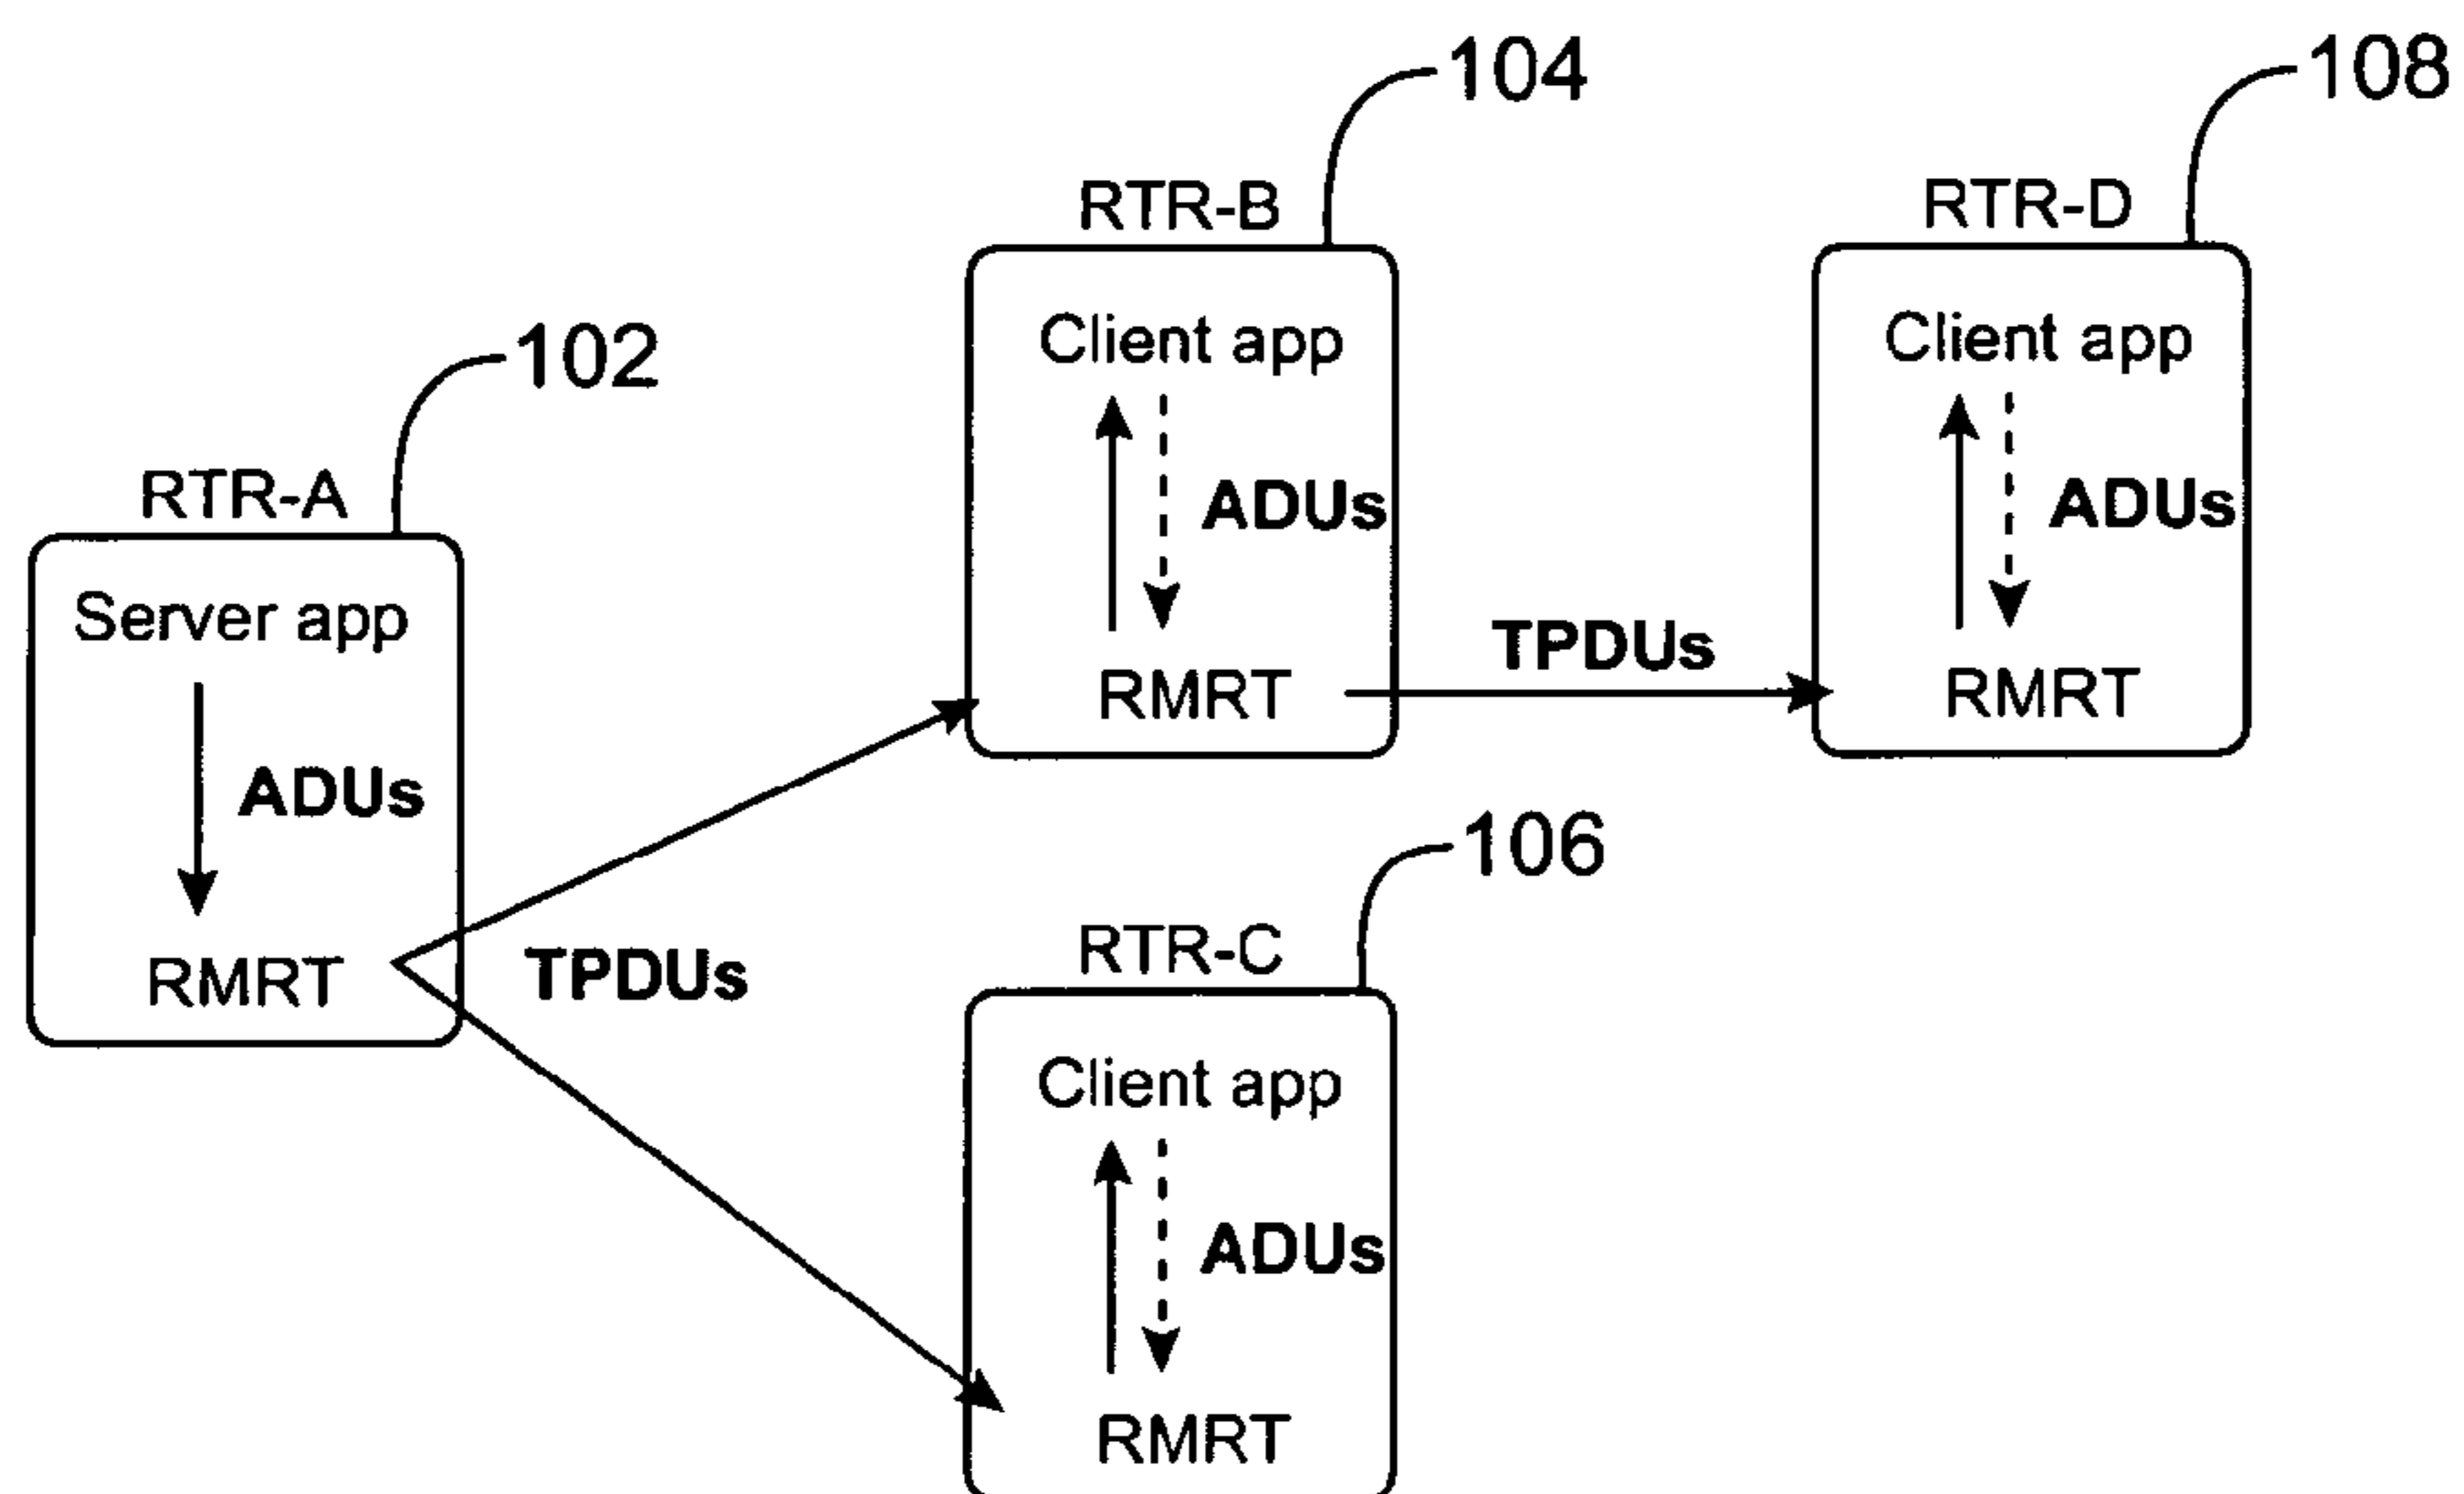 104
108
RTR-B
RTR-D
Client app
Client app
102
RTR-A
ADUs
ADUs
Server app
TPDUs
RMRT
RMRT
ADUs
106
RTR-C
TPDUs
RMRT
Client app
ADUs
RMRT